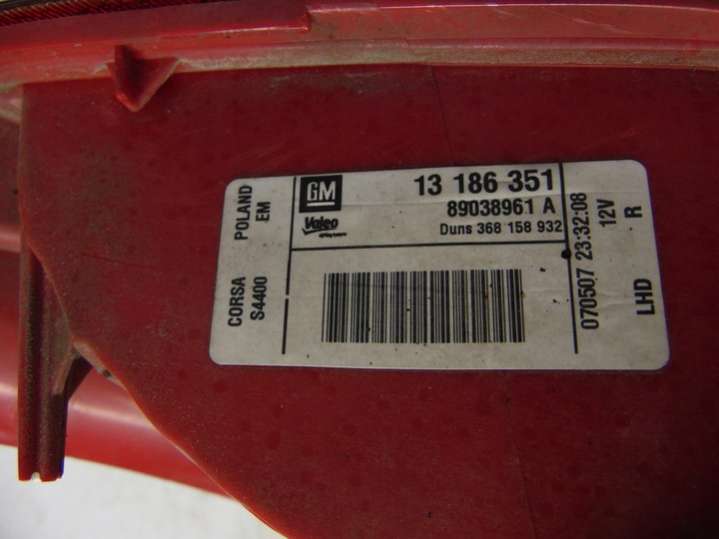 POLAND
EM
CORSA
S4400
GM
Valeo
13 186 351
89038961 A
Duns 368 158 932
070507 23:32:08
12V
R
LHD